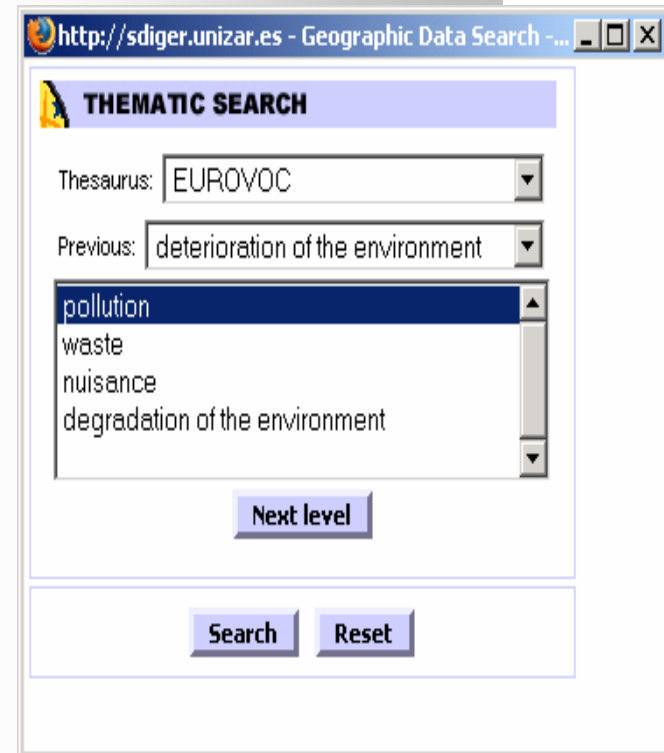 http://sdiger.unizar.es - Geographic Data Search -...
THEMATIC SEARCH
Thesaurus: EUROVOC
Previous: deterioration of the environment
pollution
waste
nuisance
degradation of the environment
Next level
Search Reset